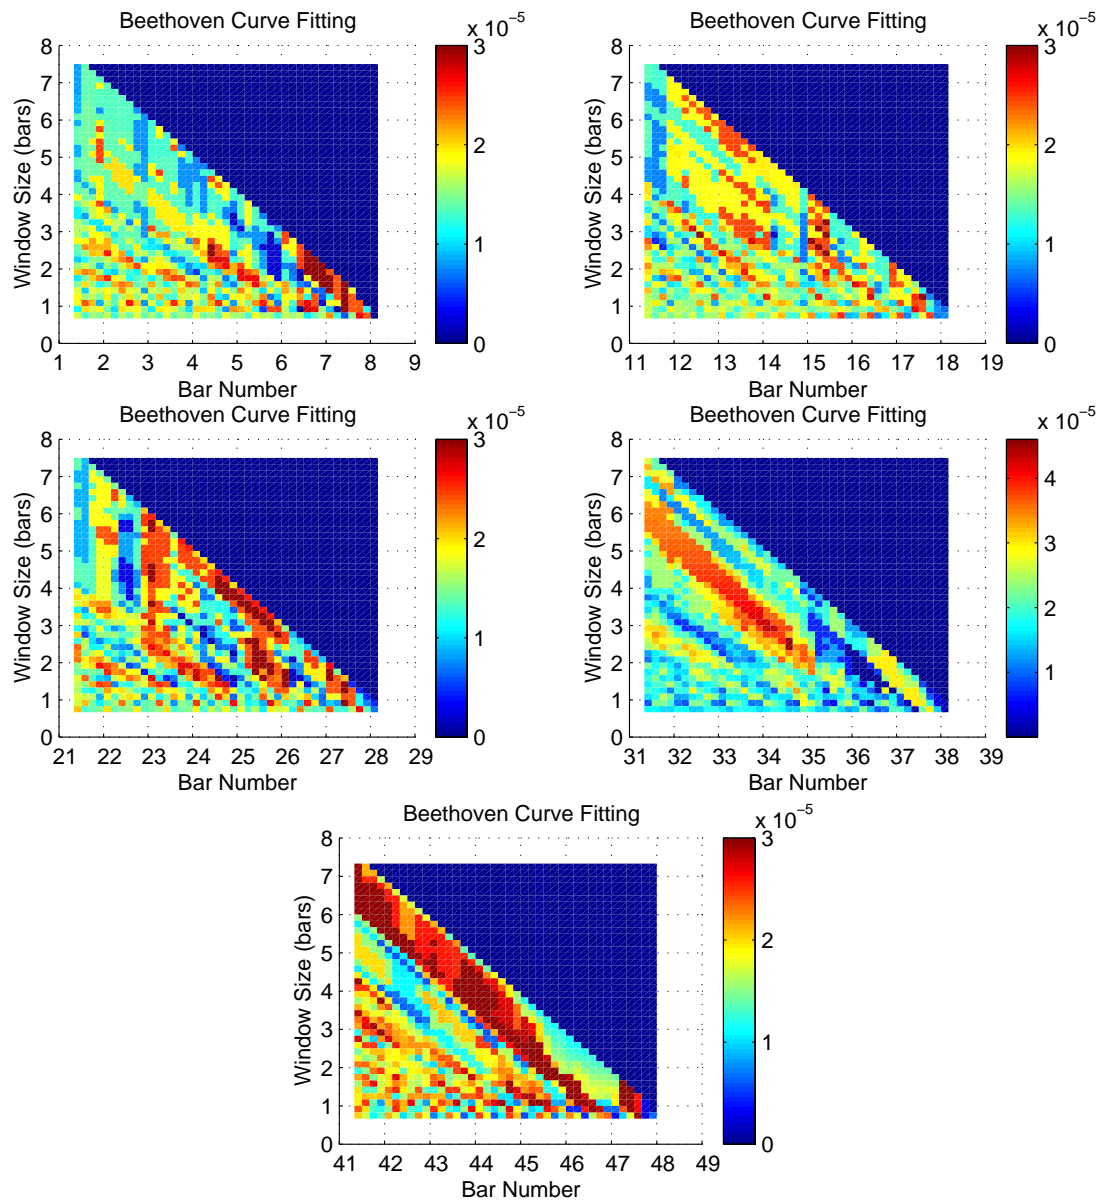 Beethoven Curve Fitting
x 10⁻⁵
Window Size (bars)
8
7
6
5
4
3
2
1
0
1 2 3 4 5 6 7 8 9
Bar Number
3
2
1
0
Beethoven Curve Fitting
x 10⁻⁵
Window Size (bars)
8
7
6
5
4
3
2
1
0
11 12 13 14 15 16 17 18 19
Bar Number
3
2
1
0
Beethoven Curve Fitting
x 10⁻⁵
Window Size (bars)
8
7
6
5
4
3
2
1
0
21 22 23 24 25 26 27 28 29
Bar Number
3
2
1
0
Beethoven Curve Fitting
x 10⁻⁵
Window Size (bars)
8
7
6
5
4
3
2
1
0
31 32 33 34 35 36 37 38 39
Bar Number
4
3
2
1
Beethoven Curve Fitting
x 10⁻⁵
Window Size (bars)
8
7
6
5
4
3
2
1
0
41 42 43 44 45 46 47 48 49
Bar Number
3
2
1
0